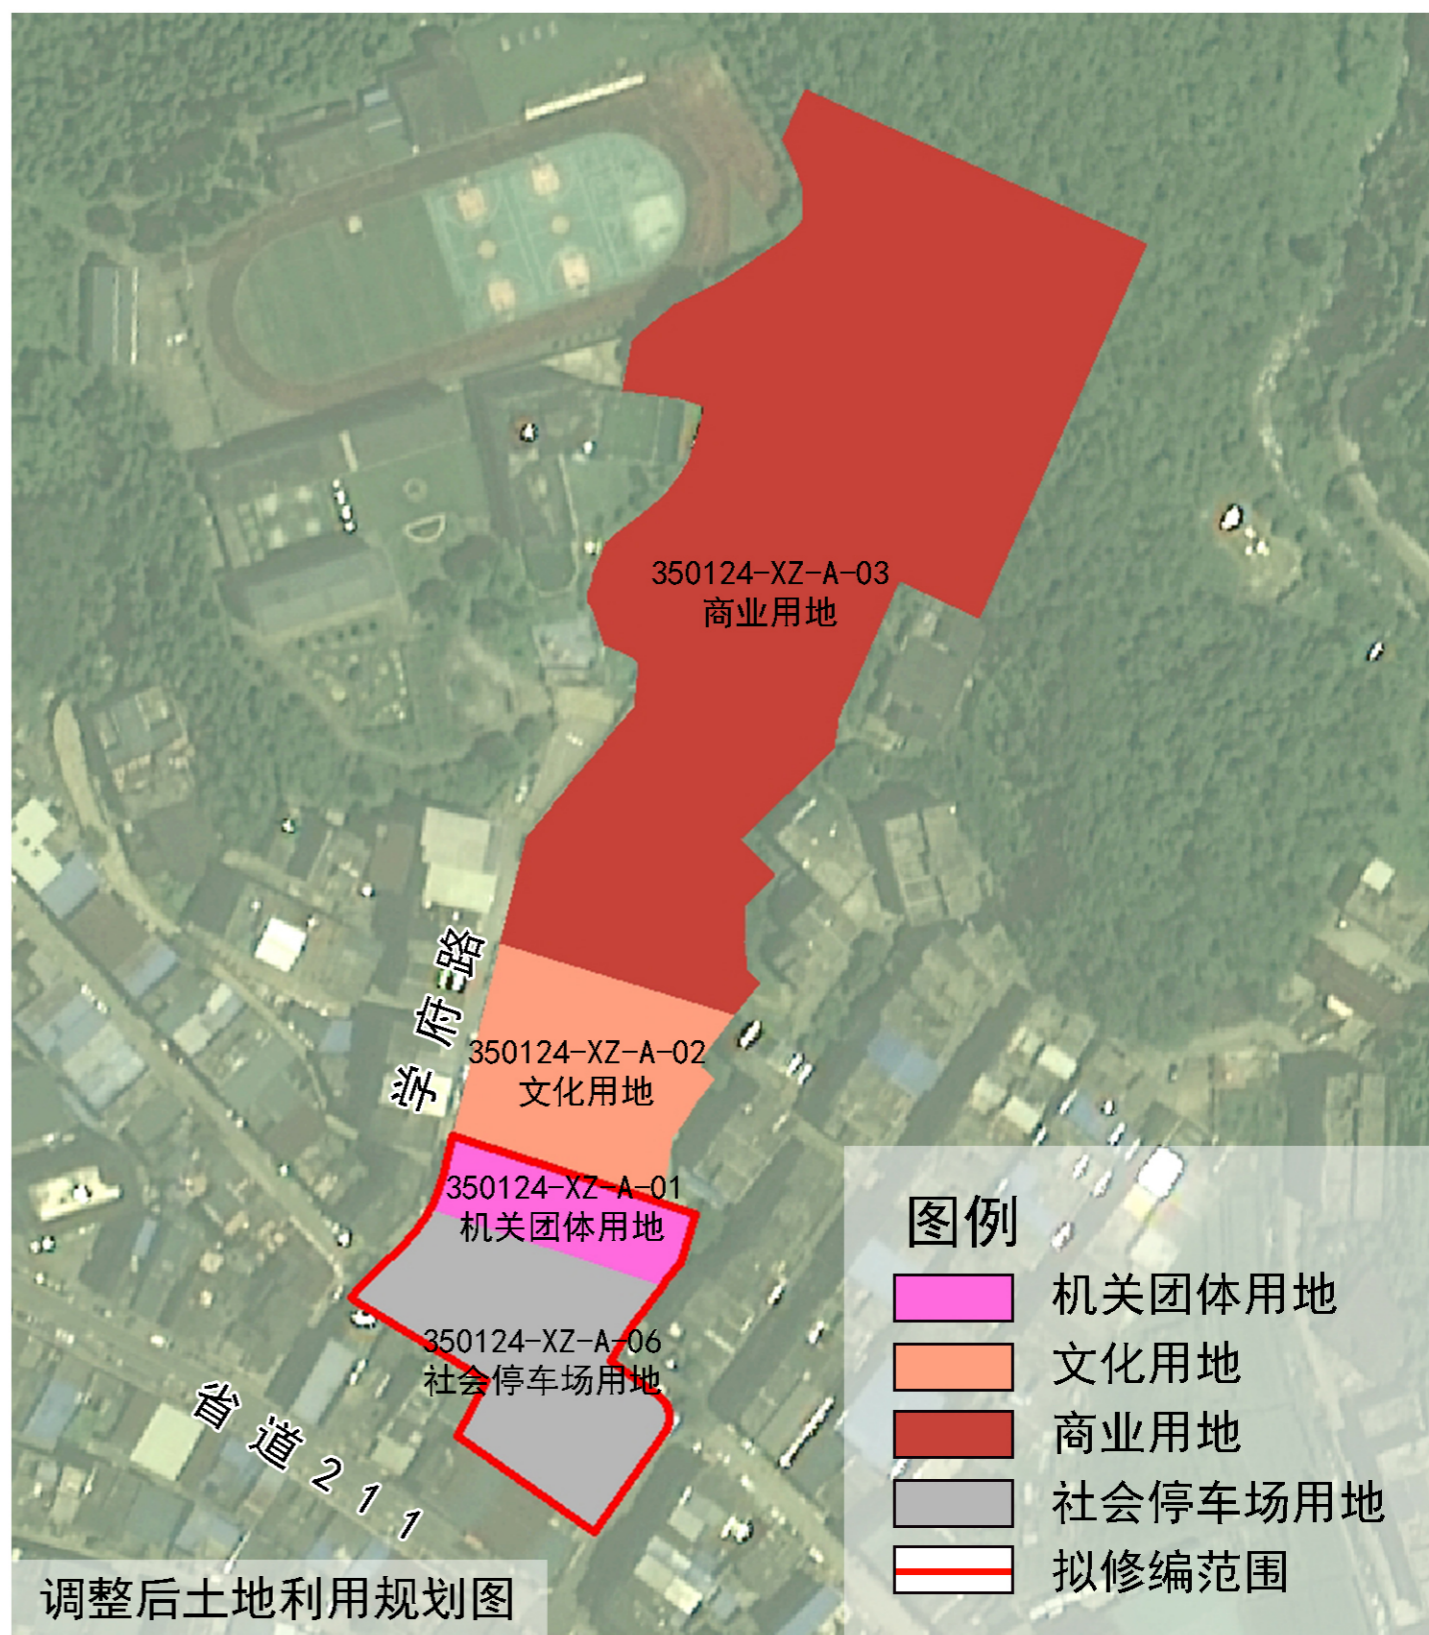 350124-XZ-A-03
商业用地
学府路
350124-XZ-A-02
文化用地
350124-XZ-A-01
机关团体用地
350124-XZ-A-06
社会停车场用地
省道211
图例
机关团体用地
文化用地
商业用地
社会停车场用地
拟修编范围
调整后土地利用规划图